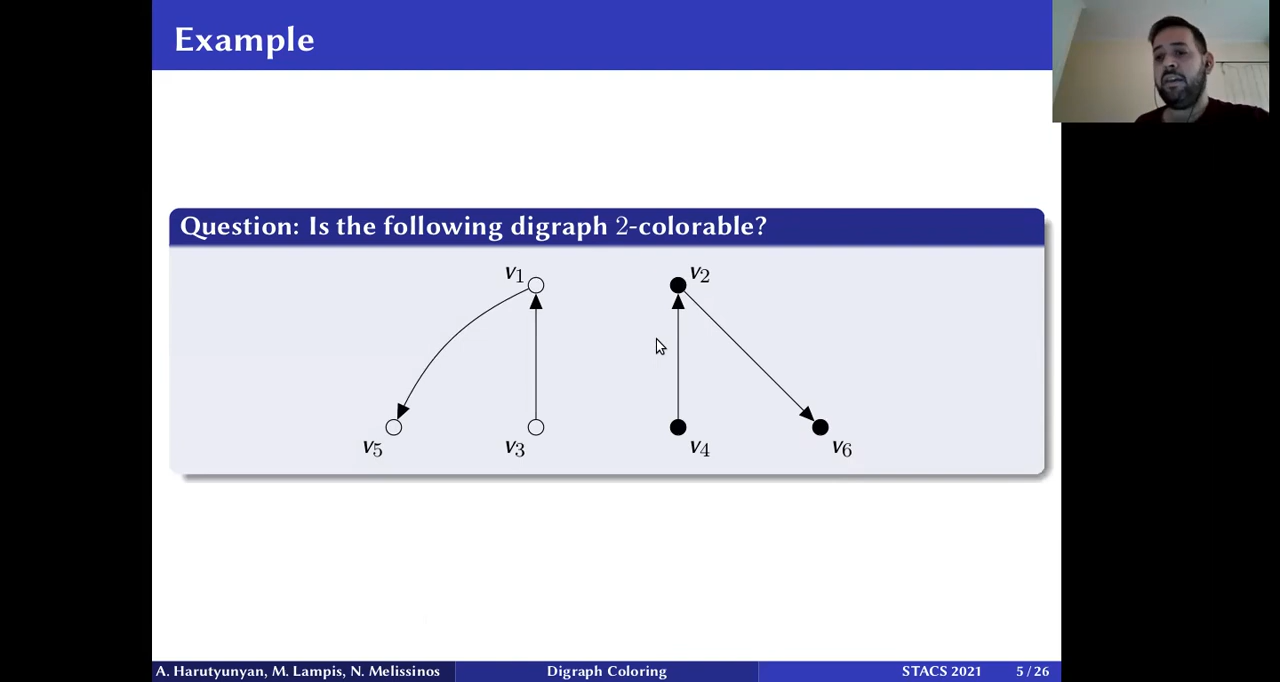 Example
Question: Is the following digraph 2-colorable?
v1
v2
v5
v3
v4
v6
A. Harutyunyan, M. Lampis, N. Melissinos
Digraph Coloring
STACS 2021
5 / 26